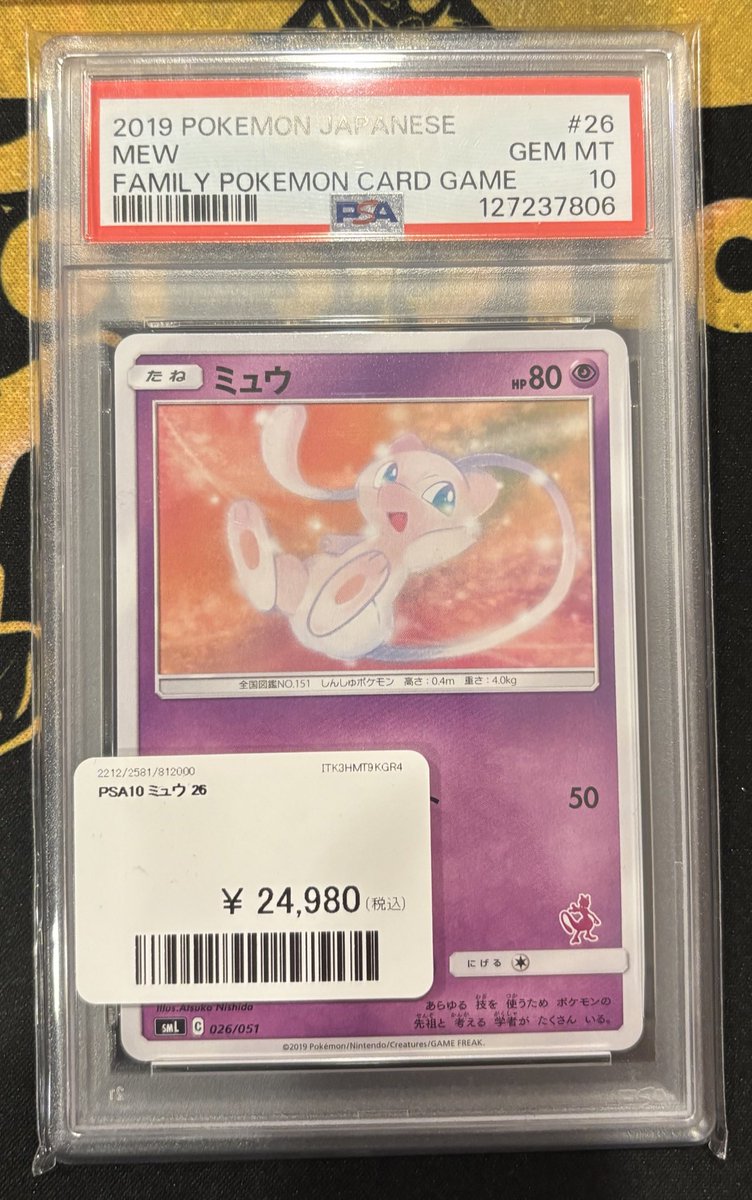 2019 POKEMON JAPANESE #26
MEW GEM MT
FAMILY POKEMON CARD GAME 10
PSA 127237806
たね ミュウ HP80
全国図鑑NO.151 しんしゅポケモン 高さ:0.4m 重さ:4.0kg
2212/2581/812000 ITK3HMT9KGR4
PSA10 ミュウ 26
50
¥ 24,980(税込)
にげる
Illus.Atsuko Nishida
あらゆる 技を 使うため ポケモンの
先祖と 考える 学者が たくさん いる。
smL C 026/051
©2019 Pokémon/Nintendo/Creatures/GAME FREAK.